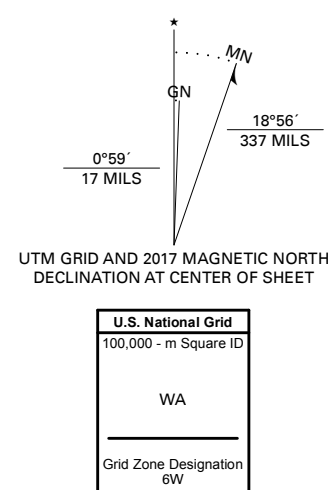 ★
MN
GN
0°59´
17 MILS
18°56´
337 MILS
UTM GRID AND 2017 MAGNETIC NORTH
DECLINATION AT CENTER OF SHEET
U.S. National Grid
100,000 - m Square ID
WA
Grid Zone Designation
6W